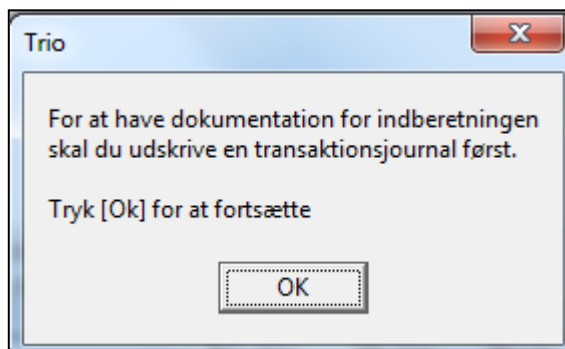 Trio
For at have dokumentation for indberetningen
skal du udskrive en transaktionsjournal først.
Tryk [Ok] for at fortsætte
OK